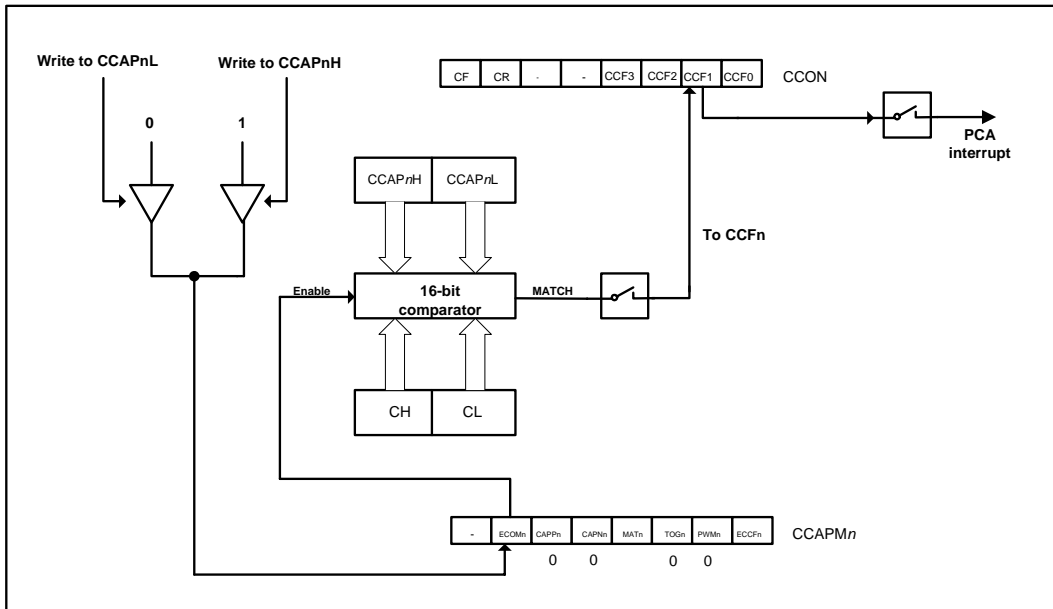 Write to CCAPnL
Write to CCAPnH
CF CR - - CCF3 CCF2 CCF1 CCF0 CCON
0 1
PCA
interrupt
CCAPnH CCAPnL
To CCFn
Enable
16-bit
comparator
MATCH
CH CL
- ECOMn CAPPn CAPNn MATn TOGn PWMn ECCFn CCAPMn
0 0 0 0